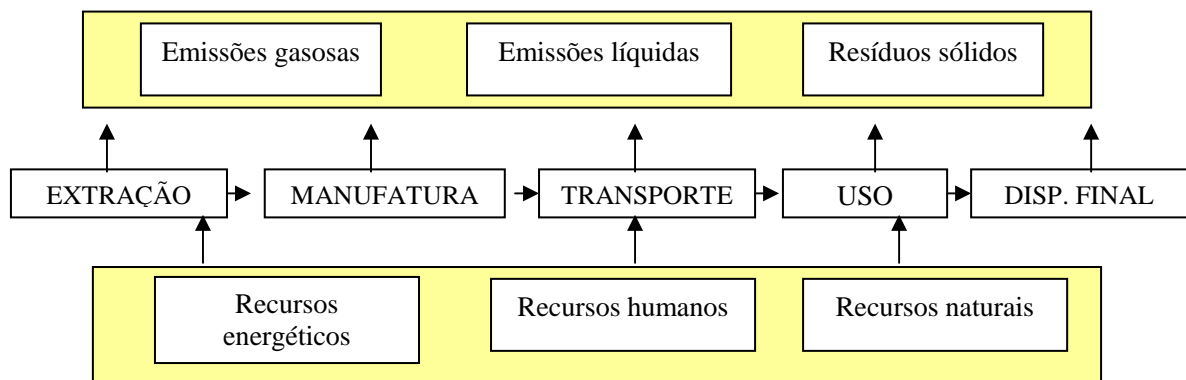 Emissões gasosas
Emissões líquidas
Resíduos sólidos
EXTRAÇÃO
MANUFATURA
TRANSPORTE
USO
DISP. FINAL
Recursos
energéticos
Recursos humanos
Recursos naturais